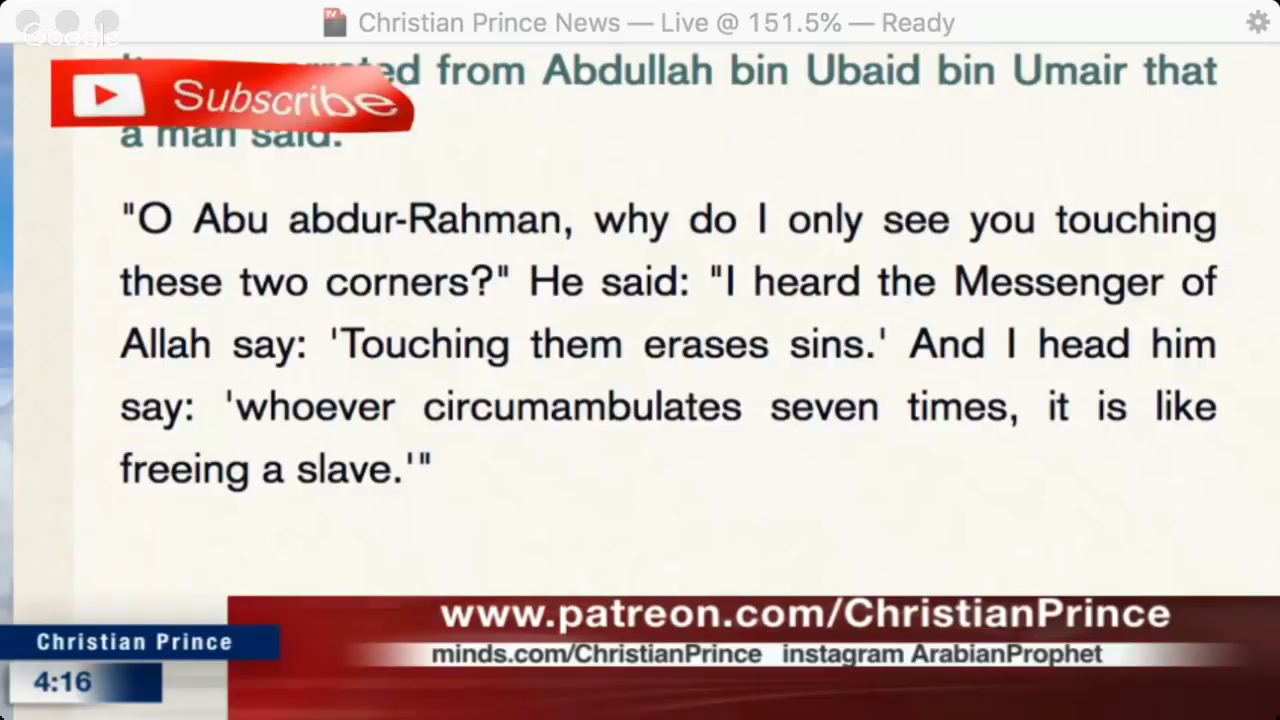 Christian Prince News — Live @ 151.5% — Ready
Google
Subscribe
ed from Abdullah bin Ubaid bin Umair that
a man said:
"O Abu abdur-Rahman, why do I only see you touching
these two corners?" He said: "I heard the Messenger of
Allah say: 'Touching them erases sins.' And I head him
say: 'whoever circumambulates seven times, it is like
freeing a slave.'"
www.patreon.com/ChristianPrince
Christian Prince
minds.com/ChristianPrince instagram ArabianProphet
4:16